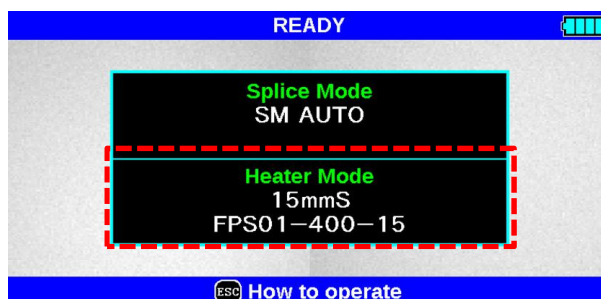 READY
Splice Mode
SM AUTO
Heater Mode
15mmS
FPS01-400-15
ESC How to operate